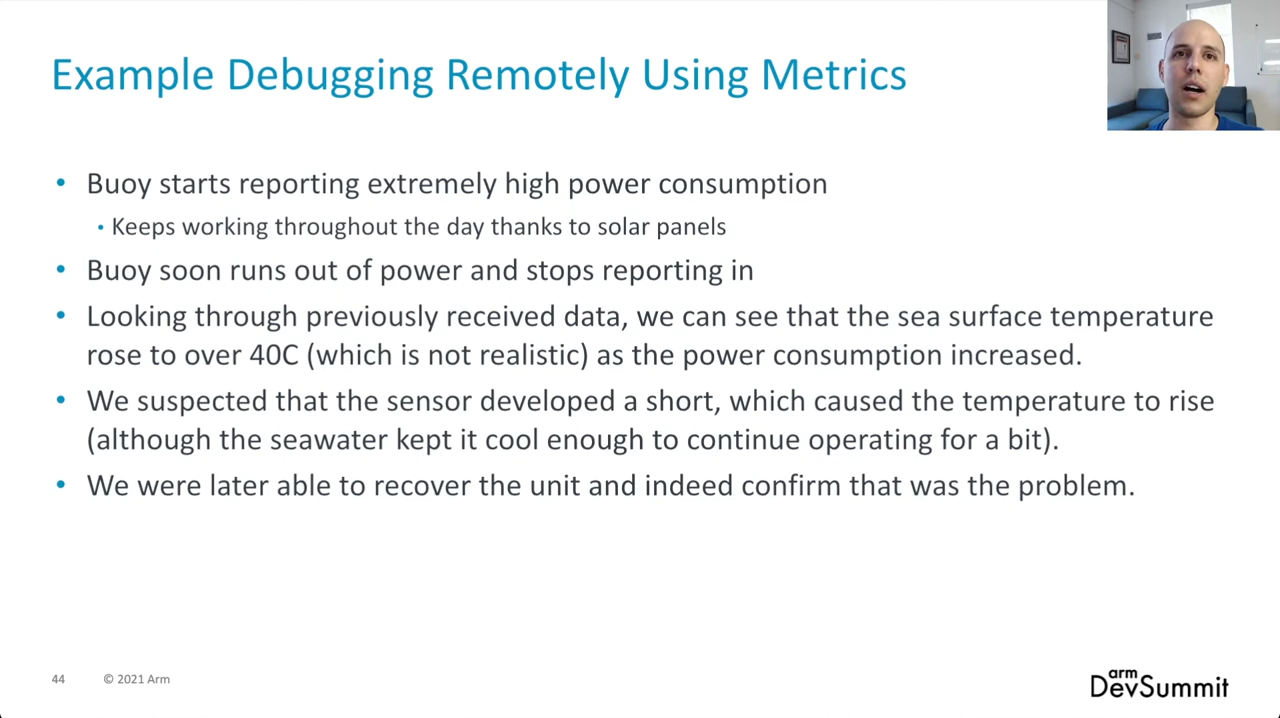 Example Debugging Remotely Using Metrics
• Buoy starts reporting extremely high power consumption
• Keeps working throughout the day thanks to solar panels
• Buoy soon runs out of power and stops reporting in
• Looking through previously received data, we can see that the sea surface temperature
rose to over 40C (which is not realistic) as the power consumption increased.
• We suspected that the sensor developed a short, which caused the temperature to rise
(although the seawater kept it cool enough to continue operating for a bit).
• We were later able to recover the unit and indeed confirm that was the problem.
44 © 2021 Arm
arm
DevSummit